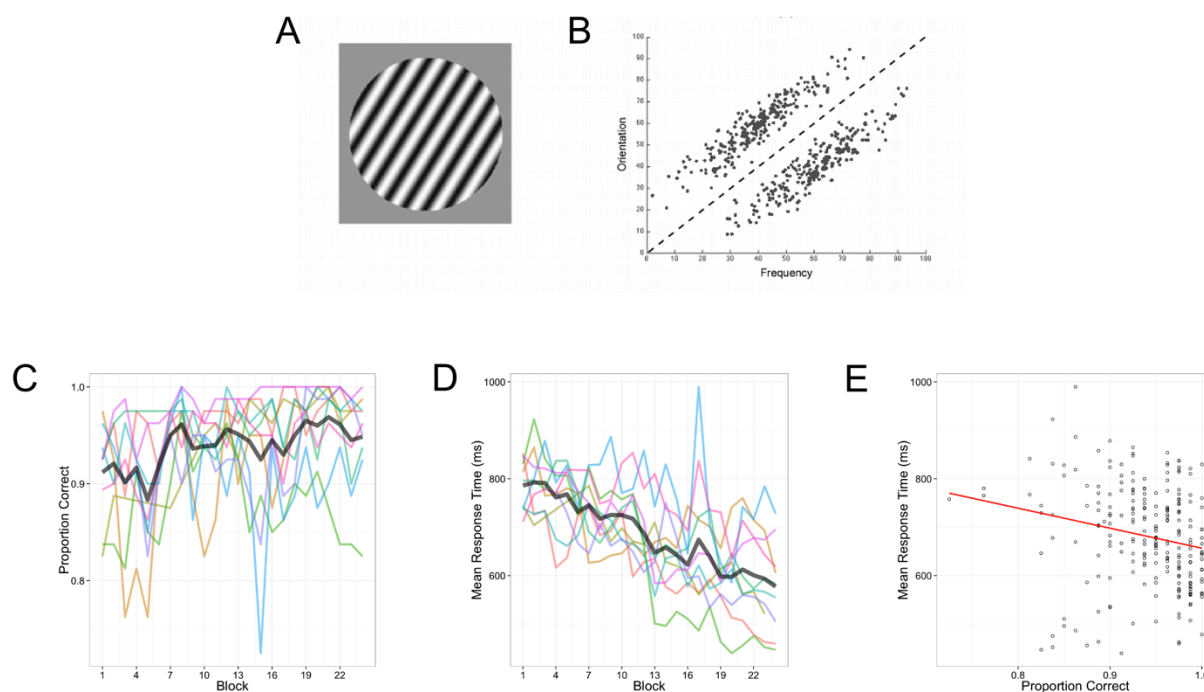 A
B
100
90
80
70
60
50
40
30
20
10
0
Orientation
0 10 20 30 40 50 60 70 80 90 100
Frequency
C
1.0
0.9
0.8
Proportion Correct
1 4 7 10 13 16 19 22
Block
D
1000
800
600
Mean Response Time (ms)
1 4 7 10 13 16 19 22
Block
E
1000
800
600
Mean Response Time (ms)
0.8 0.9
Proportion Correct